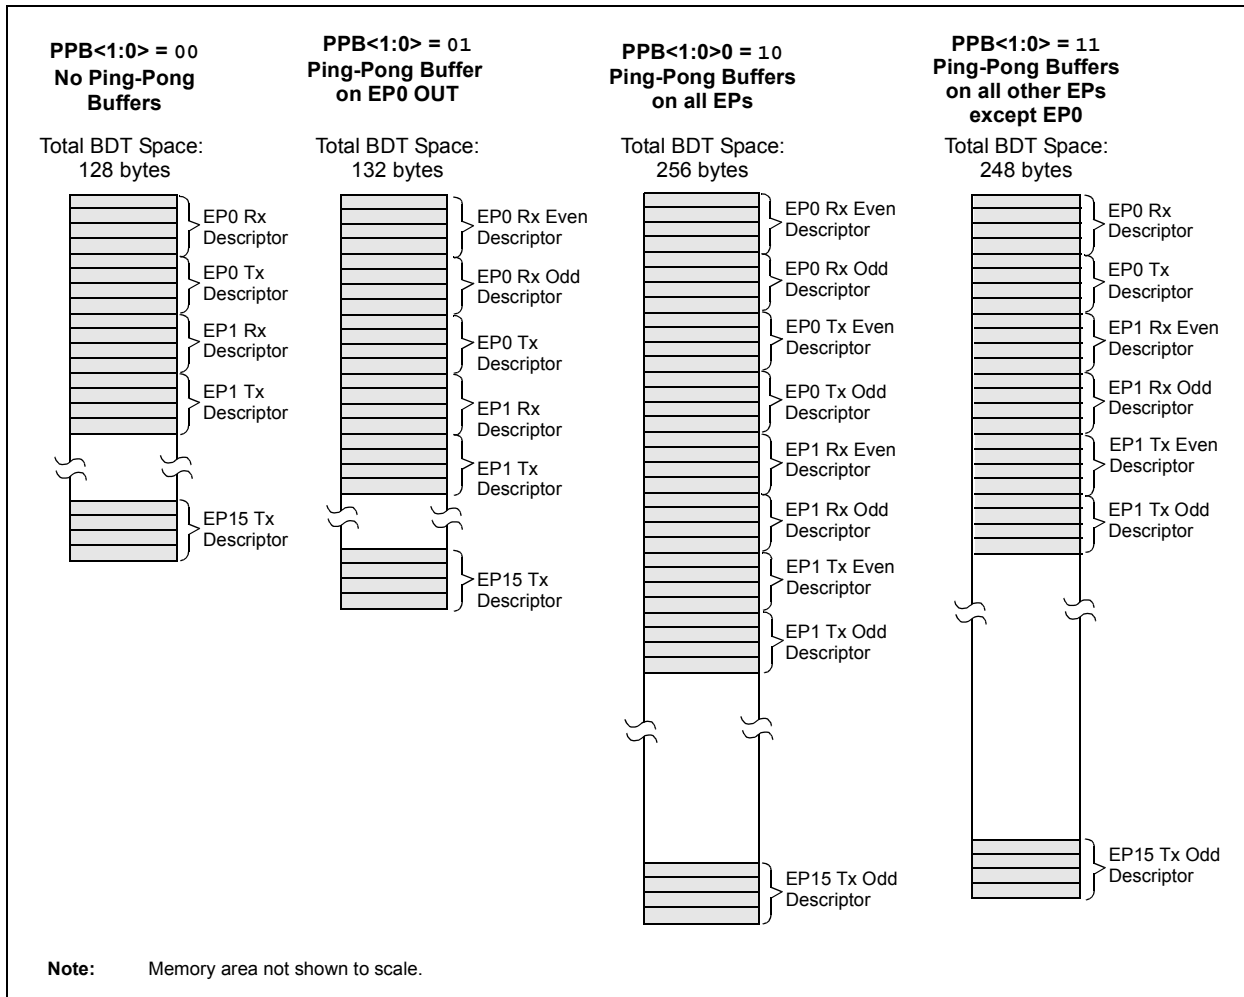 PPB<1:0> = 00
No Ping-Pong
Buffers
Total BDT Space:
128 bytes
EP0 Rx
Descriptor
EP0 Tx
Descriptor
EP1 Rx
Descriptor
EP1 Tx
Descriptor
EP15 Tx
Descriptor
PPB<1:0> = 01
Ping-Pong Buffer
on EP0 OUT
Total BDT Space:
132 bytes
EP0 Rx Even
Descriptor
EP0 Rx Odd
Descriptor
EP0 Tx
Descriptor
EP1 Rx
Descriptor
EP1 Tx
Descriptor
EP15 Tx
Descriptor
PPB<1:0>0 = 10
Ping-Pong Buffers
on all EPs
Total BDT Space:
256 bytes
EP0 Rx Even
Descriptor
EP0 Rx Odd
Descriptor
EP0 Tx Even
Descriptor
EP0 Tx Odd
Descriptor
EP1 Rx Even
Descriptor
EP1 Rx Odd
Descriptor
EP1 Tx Even
Descriptor
EP1 Tx Odd
Descriptor
EP15 Tx Odd
Descriptor
PPB<1:0> = 11
Ping-Pong Buffers
on all other EPs
except EP0
Total BDT Space:
248 bytes
EP0 Rx
Descriptor
EP0 Tx
Descriptor
EP1 Rx Even
Descriptor
EP1 Rx Odd
Descriptor
EP1 Tx Even
Descriptor
EP1 Tx Odd
Descriptor
EP15 Tx Odd
Descriptor
Note: Memory area not shown to scale.